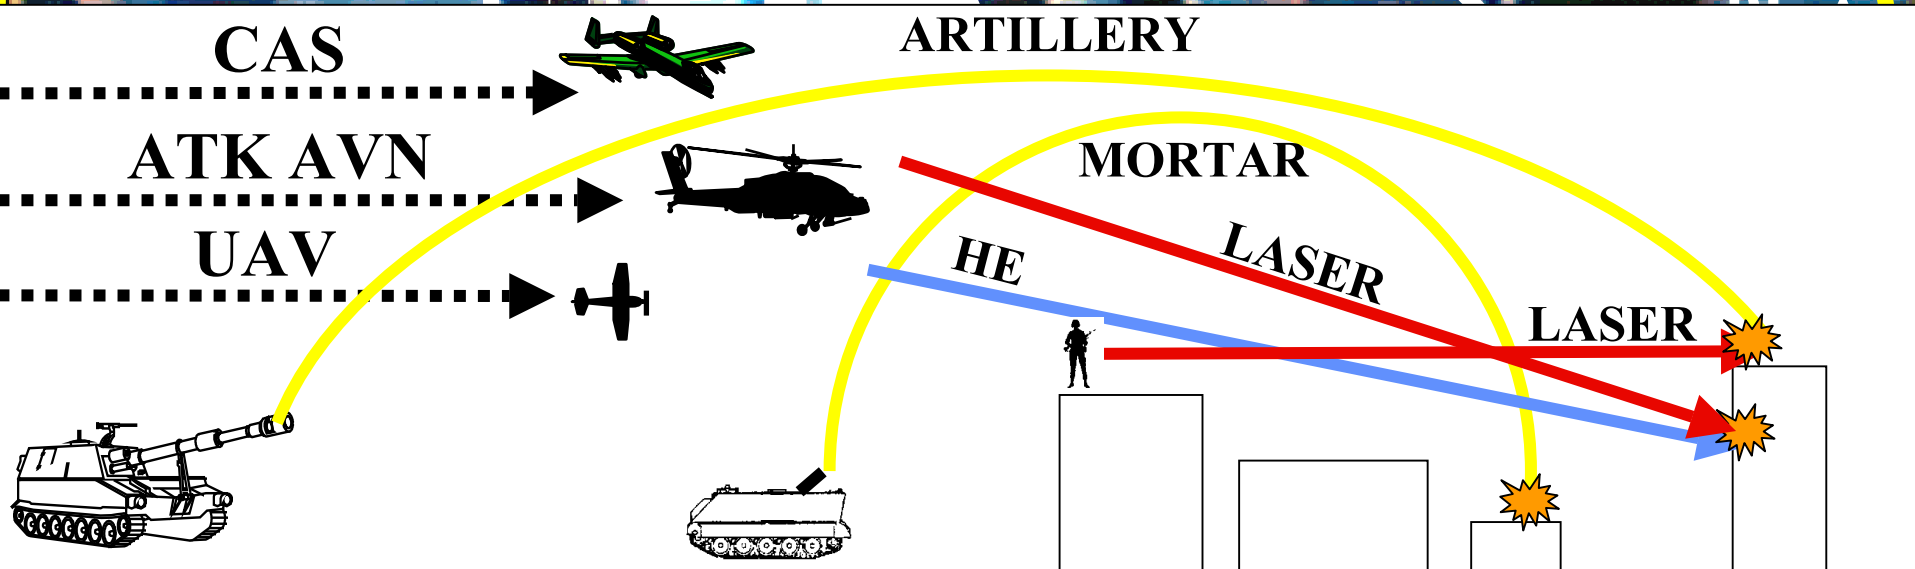 CAS
ARTILLERY
ATK AVN
MORTAR
UAV
HE
LASER
LASER